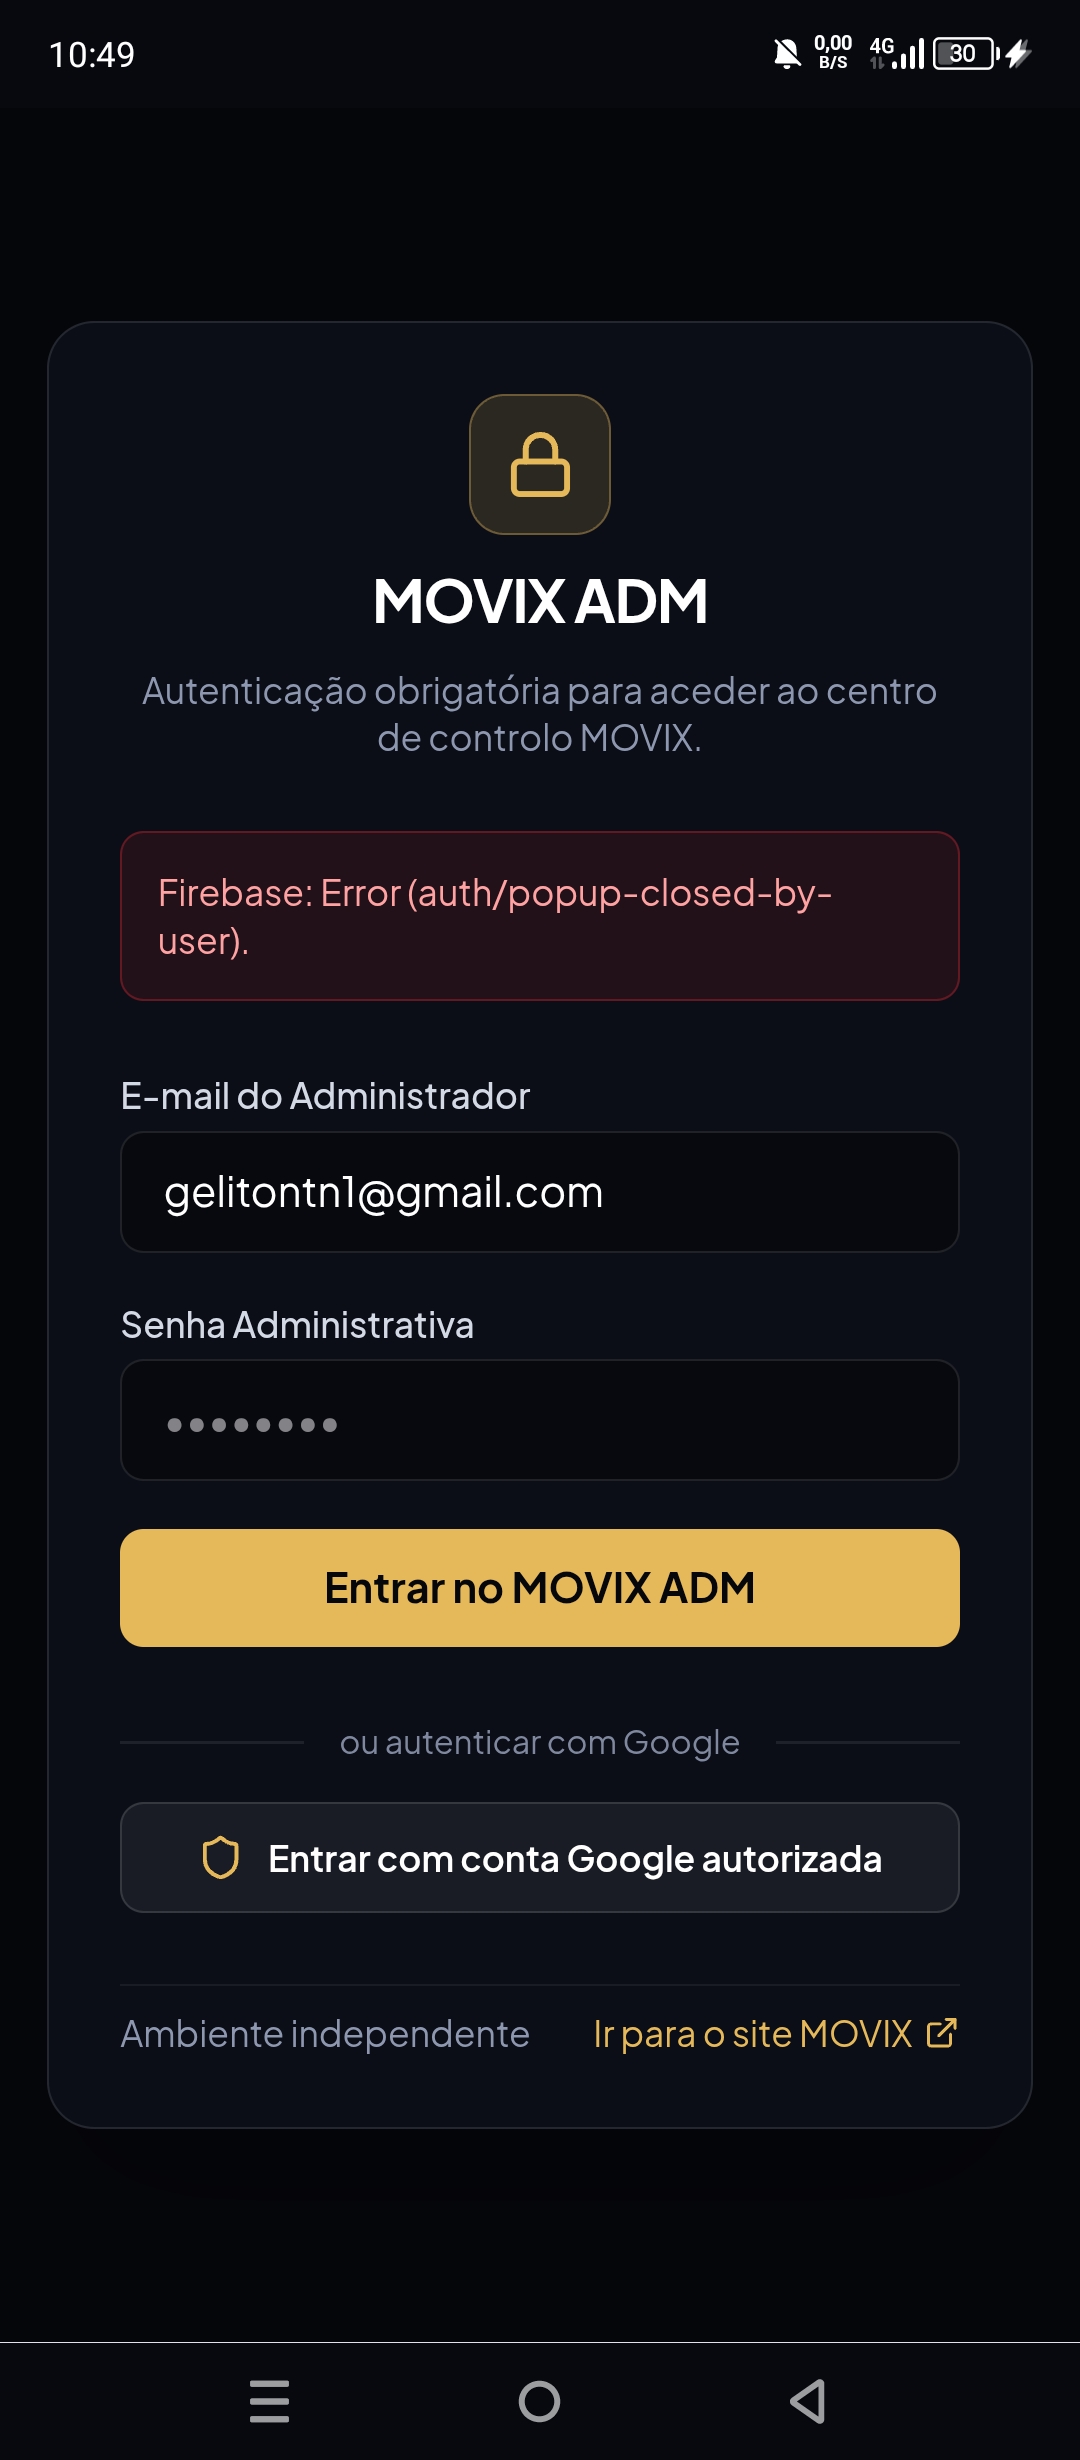 10:49
0,00
B/S
4G
30
MOVIX ADM
Autenticação obrigatória para aceder ao centro
de controlo MOVIX.
Firebase: Error (auth/popup-closed-by-
user).
E-mail do Administrador
gelitontn1@gmail.com
Senha Administrativa
••••••••
Entrar no MOVIX ADM
ou autenticar com Google
Entrar com conta Google autorizada
Ambiente independente
Ir para o site MOVIX